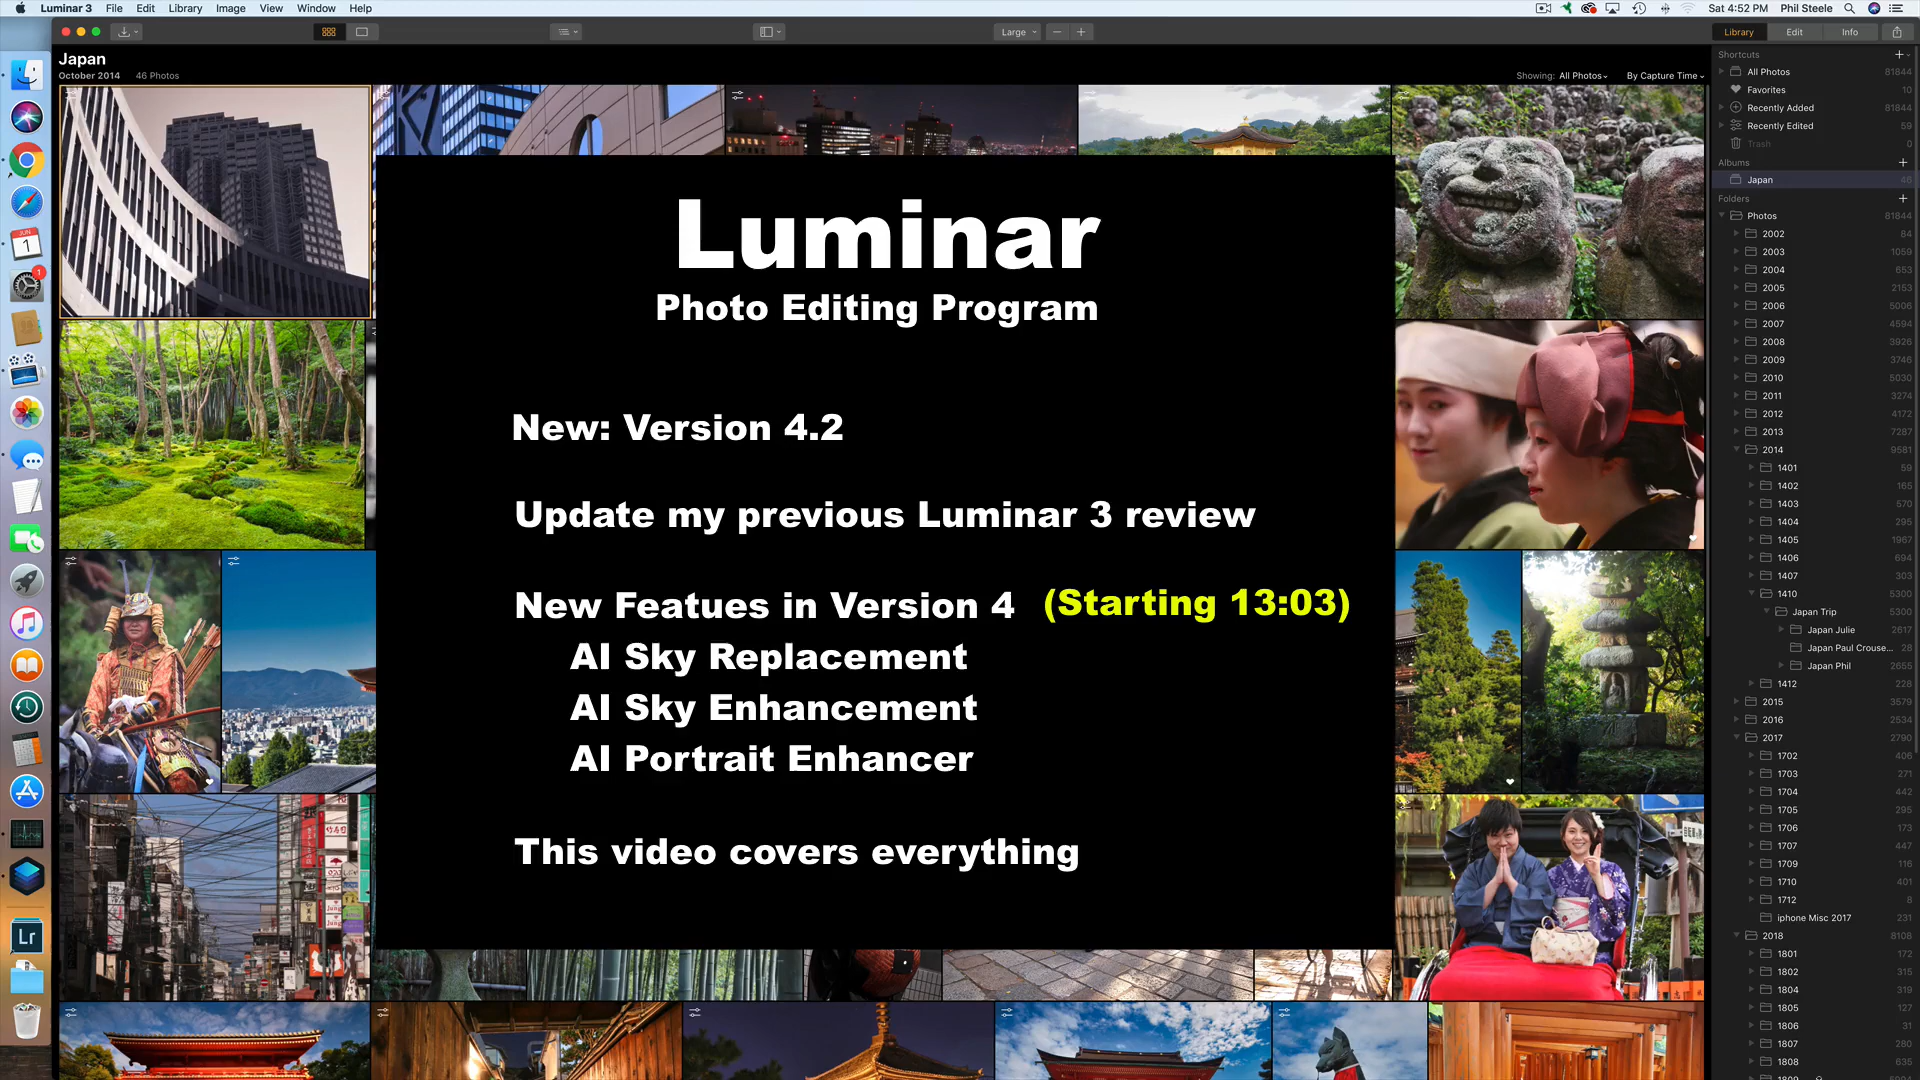 Luminar 3 File Edit Library Image View Window Help
Sat 4:52 PM Phil Steele
Large
Library Edit Info
Japan
October 2014 46 Photos
Showing: All Photos By Capture Time
Luminar
Photo Editing Program
New: Version 4.2
Update my previous Luminar 3 review
New Featues in Version 4 (Starting 13:03)
AI Sky Replacement
AI Sky Enhancement
AI Portrait Enhancer
This video covers everything
Shortcuts
All Photos 81844
Favorites 10
Recently Added 81844
Recently Edited 59
Trash 0
Albums
Japan 46
Folders
Photos 81844
2002 84
2003 1059
2004 653
2005 2153
2006 5006
2007 4594
2008 3926
2009 3746
2010 5030
2011 3274
2012 4172
2013 7287
2014 9581
1401 59
1402 165
1403 570
1404 295
1405 1967
1406 694
1407 303
1410 5300
Japan Trip 5300
Japan Julie 2617
Japan Paul Crouse... 28
Japan Phil 2655
1412 228
2015 3579
2016 2534
2017 2790
1702 406
1703 271
1704 442
1705 295
1706 173
1707 447
1709 116
1710 401
1712 8
iphone Misc 2017 231
2018 8108
1801 172
1802 315
1804 319
1805 127
1806 31
1807 280
1808 635
JUN
1
1
Lr